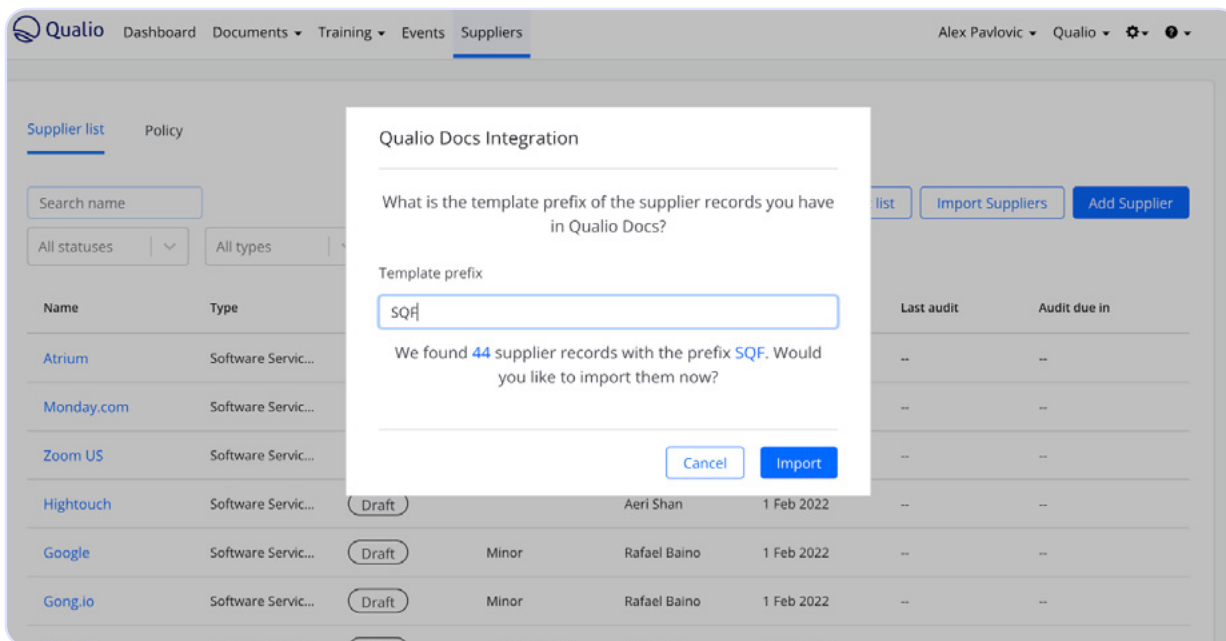 Qualio Dashboard Documents Training Events Suppliers Alex Pavlovic Qualio
Supplier list Policy
Qualio Docs Integration
What is the template prefix of the supplier records you have
in Qualio Docs?
Search name list Import Suppliers Add Supplier
All statuses All types
Template prefix
SQF
Name Type Last audit Audit due in
We found 44 supplier records with the prefix SQF. Would
you like to import them now?
Atrium Software Servic... -- --
Monday.com Software Servic... -- --
Zoom US Software Servic... -- --
Cancel Import
Hightouch Software Servic... Draft Aeri Shan 1 Feb 2022 -- --
Google Software Servic... Draft Minor Rafael Baino 1 Feb 2022 -- --
Gong.io Software Servic... Draft Minor Rafael Baino 1 Feb 2022 -- --